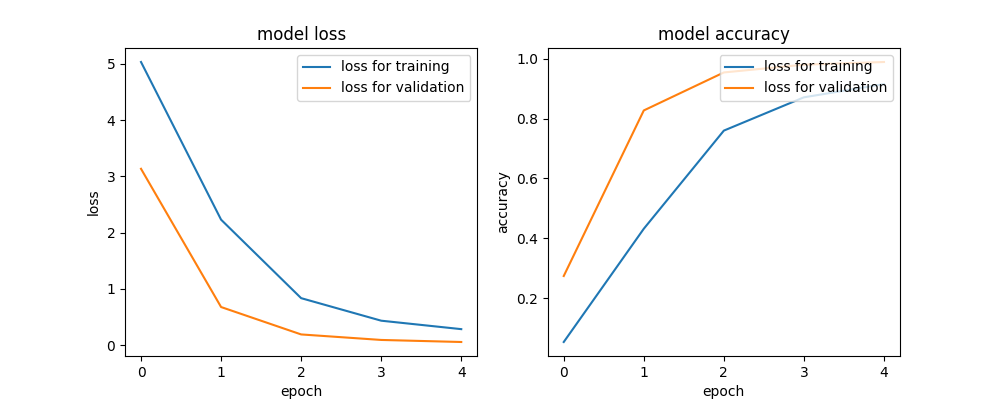 model loss
loss for training
loss for validation
5
4
3
2
1
0
loss
0 1 2 3 4
epoch
model accuracy
loss for training
loss for validation
1.0
0.8
0.6
0.4
0.2
accuracy
0 1 2 3 4
epoch